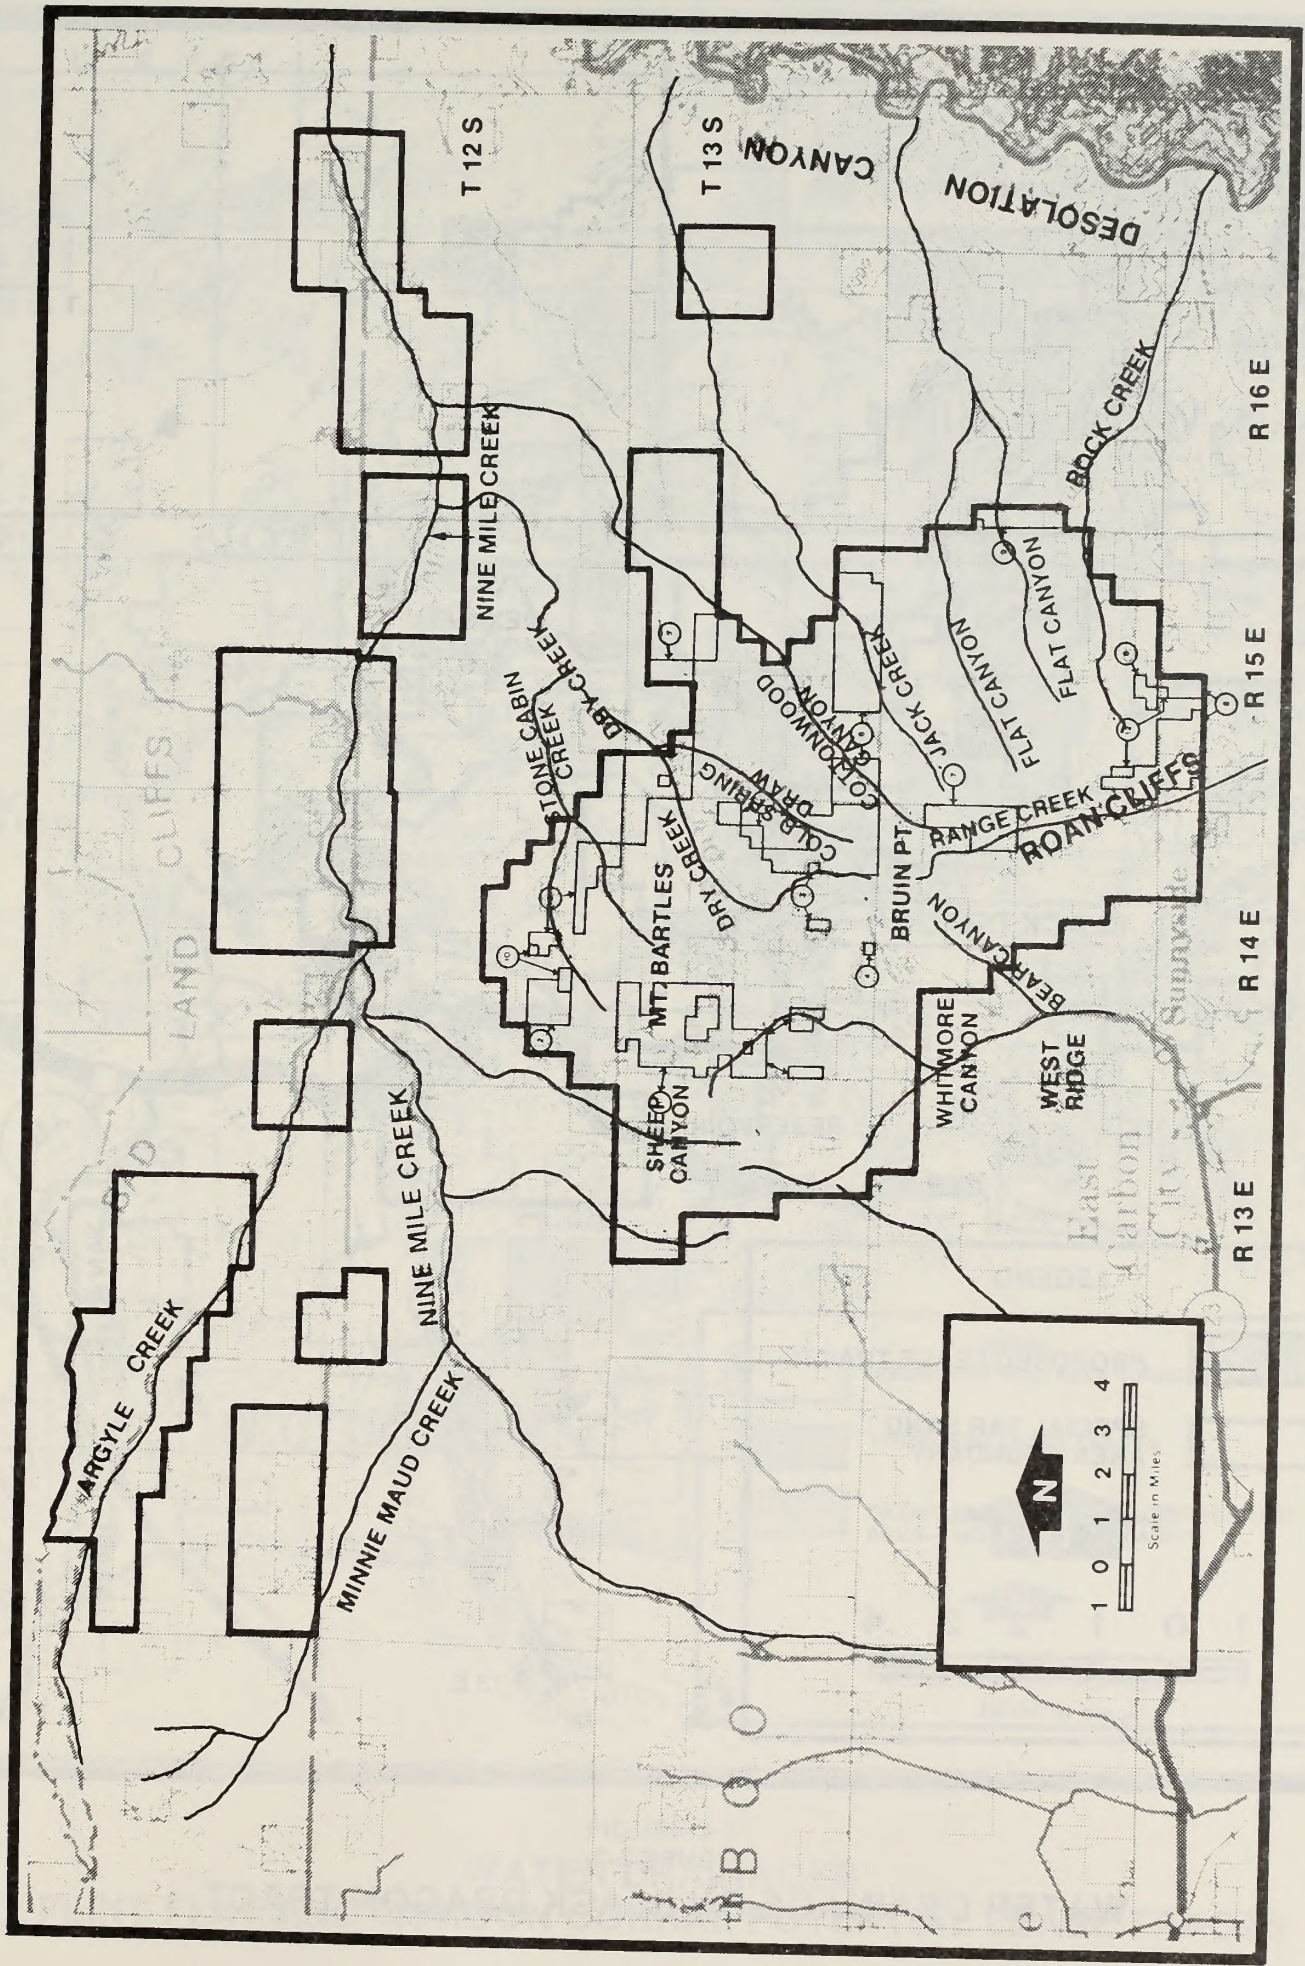 BAD
LAND
CLIFFS
ARGYLE CREEK
MINNIE MAUD CREEK
NINE MILE CREEK
NINE MILE CREEK
T 12 S
T 13 S
STONE CABIN
CREEK
DRY CREEK
DRY CREEK
COLD SPRING
DRAW
COTTONWOOD
CANYON
JACK CREEK
FLAT CANYON
FLAT CANYON
ROCK CREEK
DESOLATION
CANYON
SHEEP
CANYON
MT. BARTLES
BRUIN PT.
RANGE CREEK
ROAN CLIFFS
BEAR CANYON
WHITMORE
CANYON
WEST
RIDGE
Sunnyside
East
Carbon
City
R 13 E
R 14 E
R 15 E
R 16 E
N
1 0 1 2 3 4
Scale in Miles